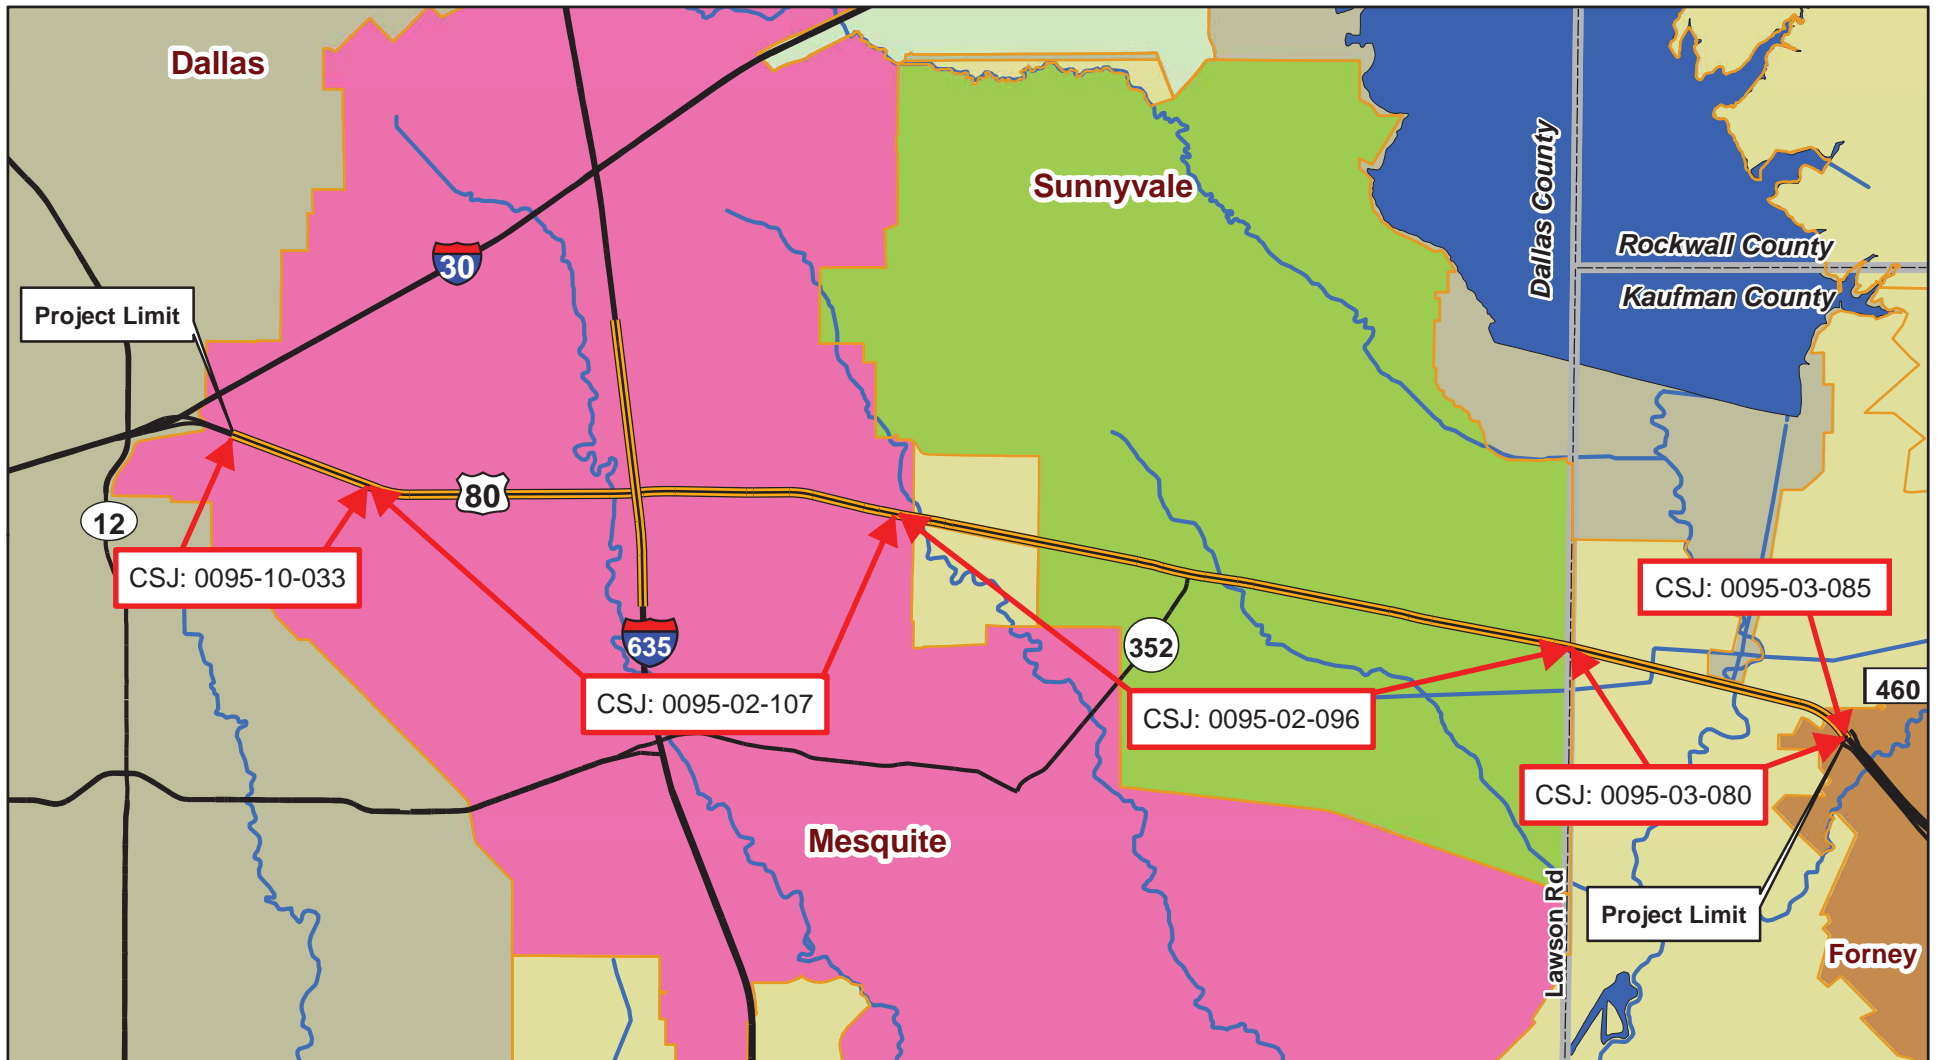 Dallas
Sunnyvale
Dallas County
Rockwall County
Kaufman County
30
Project Limit
80
12
CSJ: 0095-10-033
CSJ: 0095-03-085
635
352
460
CSJ: 0095-02-107
CSJ: 0095-02-096
CSJ: 0095-03-080
Mesquite
Lawson Rd
Project Limit
Forney